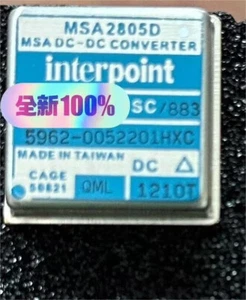 MSA2805D
MSA DC-DC CONVERTER
interpoint
全新100%
SC/883
5962-0052201HXC
MADE IN TAIWAN
DC △
CAGE
50821
QML
1210T